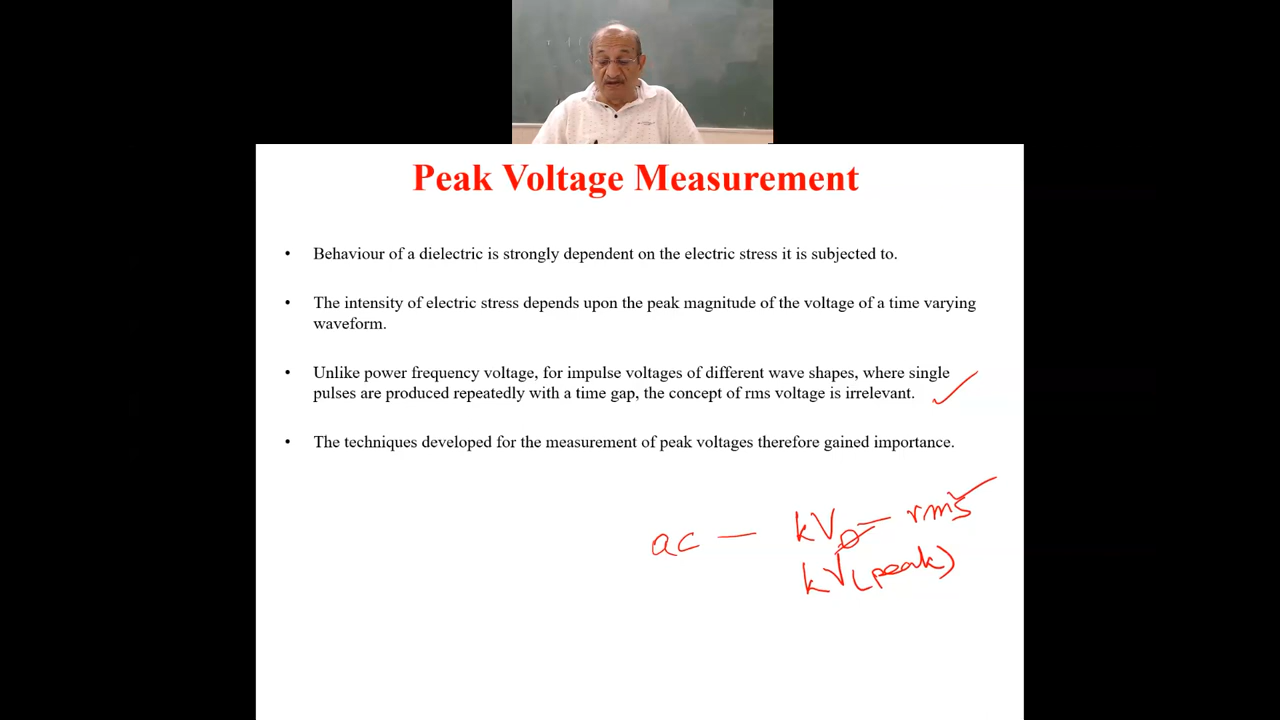 Peak Voltage Measurement
• Behaviour of a dielectric is strongly dependent on the electric stress it is subjected to.
• The intensity of electric stress depends upon the peak magnitude of the voltage of a time varying
waveform.
• Unlike power frequency voltage, for impulse voltages of different wave shapes, where single
pulses are produced repeatedly with a time gap, the concept of rms voltage is irrelevant.
• The techniques developed for the measurement of peak voltages therefore gained importance.
ac — kV — rms
kV (peak)